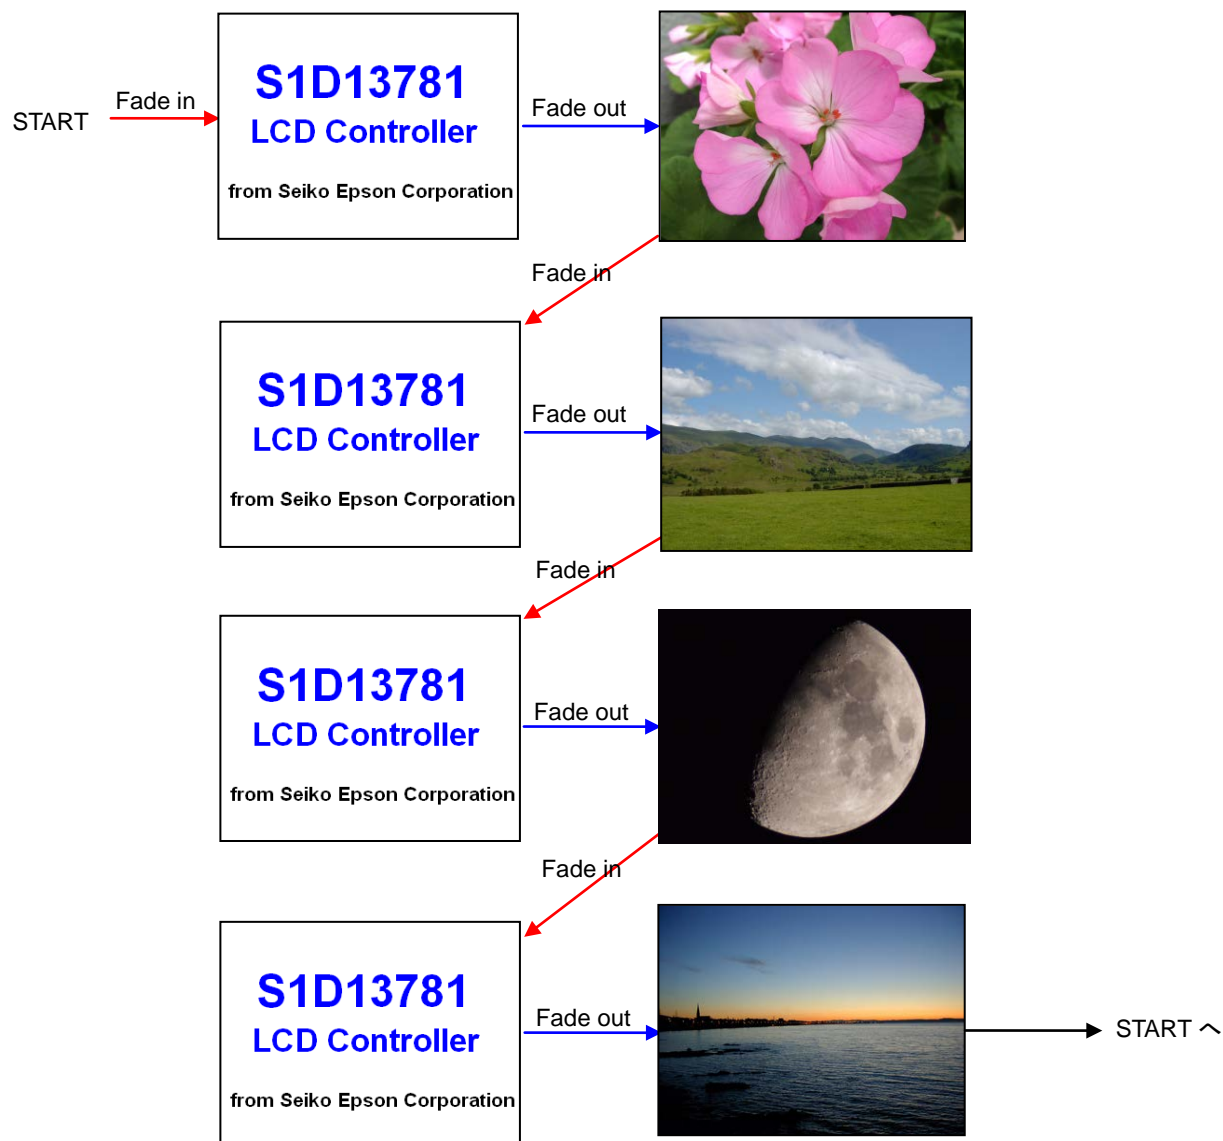 START
Fade in
S1D13781
LCD Controller
from Seiko Epson Corporation
Fade out
Fade in
S1D13781
LCD Controller
from Seiko Epson Corporation
Fade out
Fade in
S1D13781
LCD Controller
from Seiko Epson Corporation
Fade out
Fade in
S1D13781
LCD Controller
from Seiko Epson Corporation
Fade out
START へ